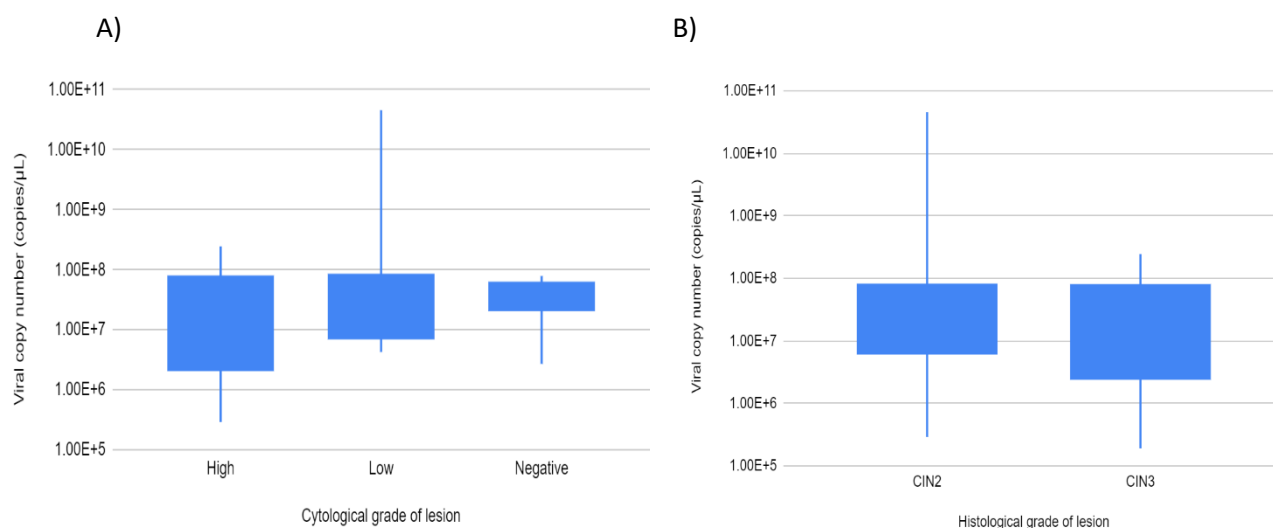 A)
Viral copy number (copies/µL)
1.00E+11
1.00E+10
1.00E+9
1.00E+8
1.00E+7
1.00E+6
1.00E+5
High
Low
Negative
Cytological grade of lesion
B)
Viral copy number (copies/µL)
1.00E+11
1.00E+10
1.00E+9
1.00E+8
1.00E+7
1.00E+6
1.00E+5
CIN2
CIN3
Histological grade of lesion